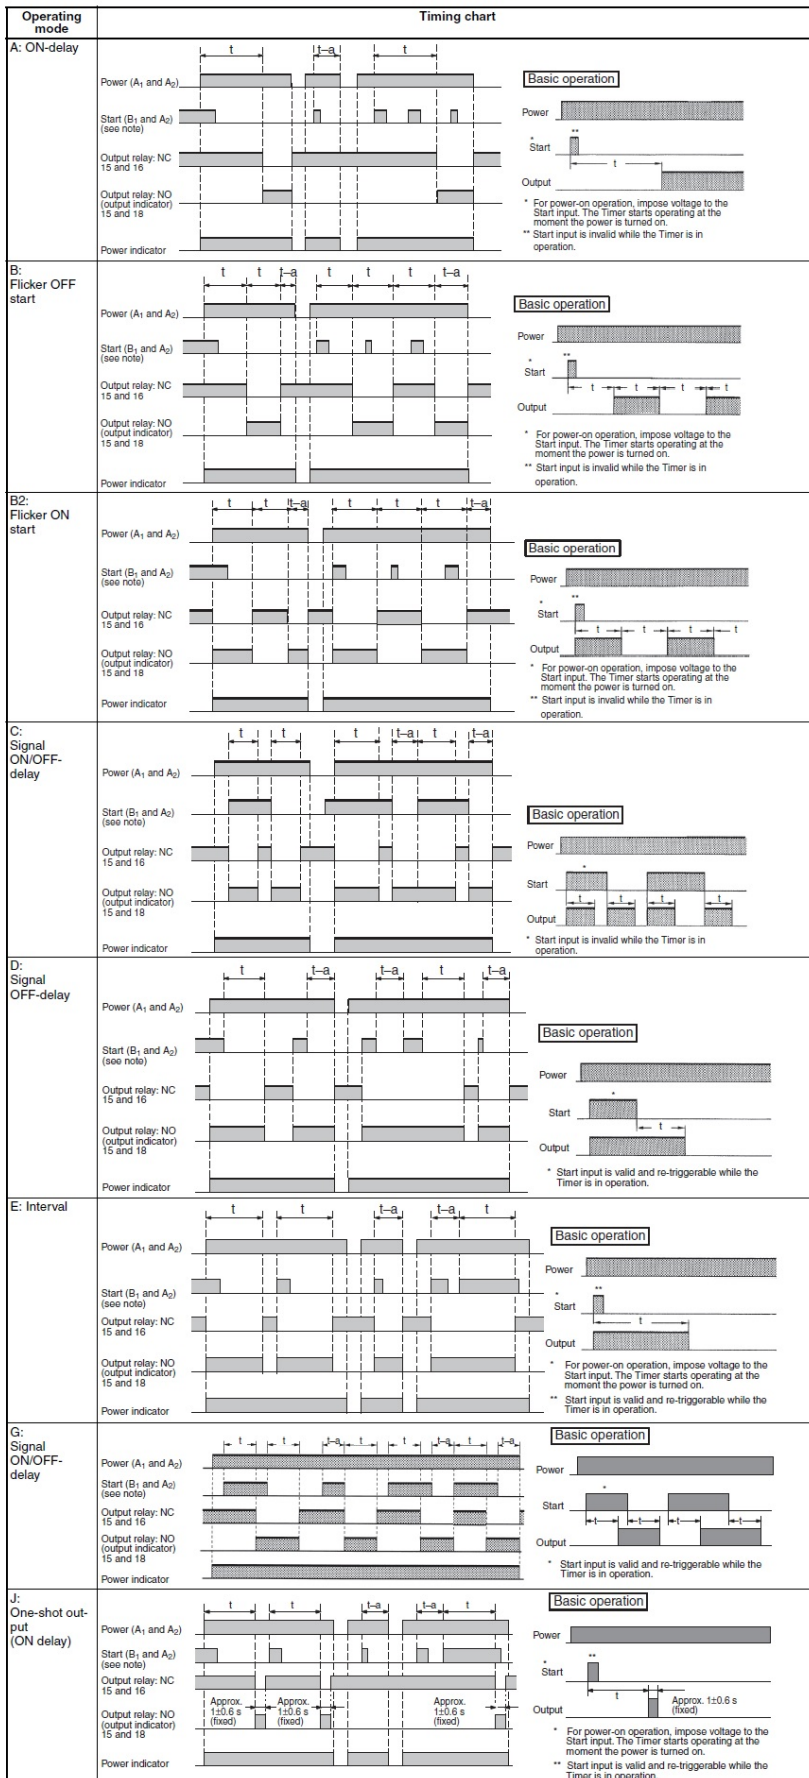 Operating mode
Timing chart
A: ON-delay
t
t–a
t
Power (A1 and A2)
Start (B1 and A2)
(see note)
Output relay: NC
15 and 16
Output relay: NO
(output indicator)
15 and 18
Power indicator
Basic operation
Power
*
**
Start
t
Output
* For power-on operation, impose voltage to the
Start input. The Timer starts operating at the
moment the power is turned on.
** Start input is invalid while the Timer is in
operation.
B:
Flicker OFF
start
t t t–a t t t t–a
Power (A1 and A2)
Start (B1 and A2)
(see note)
Output relay: NC
15 and 16
Output relay: NO
(output indicator)
15 and 18
Power indicator
Basic operation
Power
*
**
Start
t t t t
Output
* For power-on operation, impose voltage to the
Start input. The Timer starts operating at the
moment the power is turned on.
** Start input is invalid while the Timer is in
operation.
B2:
Flicker ON
start
t t t–a t t t t–a
Power (A1 and A2)
Start (B1 and A2)
(see note)
Output relay: NC
15 and 16
Output relay: NO
(output indicator)
15 and 18
Power indicator
Basic operation
Power
*
**
Start
t t t t
Output
* For power-on operation, impose voltage to the
Start input. The Timer starts operating at the
moment the power is turned on.
** Start input is invalid while the Timer is in
operation.
C:
Signal
ON/OFF-
delay
t t t t–a t t–a
Power (A1 and A2)
Start (B1 and A2)
(see note)
Output relay: NC
15 and 16
Output relay: NO
(output indicator)
15 and 18
Power indicator
Basic operation
Power
*
Start
t t t t
Output
* Start input is invalid while the Timer is in
operation.
D:
Signal
OFF-delay
t t–a t–a t t–a
Power (A1 and A2)
Start (B1 and A2)
(see note)
Output relay: NC
15 and 16
Output relay: NO
(output indicator)
15 and 18
Power indicator
Basic operation
Power
*
Start
t
Output
* Start input is valid and re-triggerable while the
Timer is in operation.
E: Interval
t t t–a t–a t
Power (A1 and A2)
Start (B1 and A2)
(see note)
Output relay: NC
15 and 16
Output relay: NO
(output indicator)
15 and 18
Power indicator
Basic operation
Power
*
**
Start
t
Output
* For power-on operation, impose voltage to the
Start input. The Timer starts operating at the
moment the power is turned on.
** Start input is valid and re-triggerable while the
Timer is in operation.
G:
Signal
ON/OFF-
delay
t t t–a t t t–a t t–a
Power (A1 and A2)
Start (B1 and A2)
(see note)
Output relay: NC
15 and 16
Output relay: NO
(output indicator)
15 and 18
Power indicator
Basic operation
Power
*
Start
t t t t
Output
* Start input is valid and re-triggerable while the
Timer is in operation.
J:
One-shot out-
put
(ON delay)
t t t–a t–a t
Power (A1 and A2)
Start (B1 and A2)
(see note)
Output relay: NC
15 and 16
Output relay: NO
(output indicator)
15 and 18
Approx.
1±0.6 s
(fixed)
Approx.
1±0.6 s
(fixed)
Approx.
1±0.6 s
(fixed)
Power indicator
Basic operation
Power
*
**
Start
t
Approx. 1±0.6 s
(fixed)
Output
* For power-on operation, impose voltage to the
Start input. The Timer starts operating at the
moment the power is turned on.
** Start input is valid and re-triggerable while the
Timer is in operation.